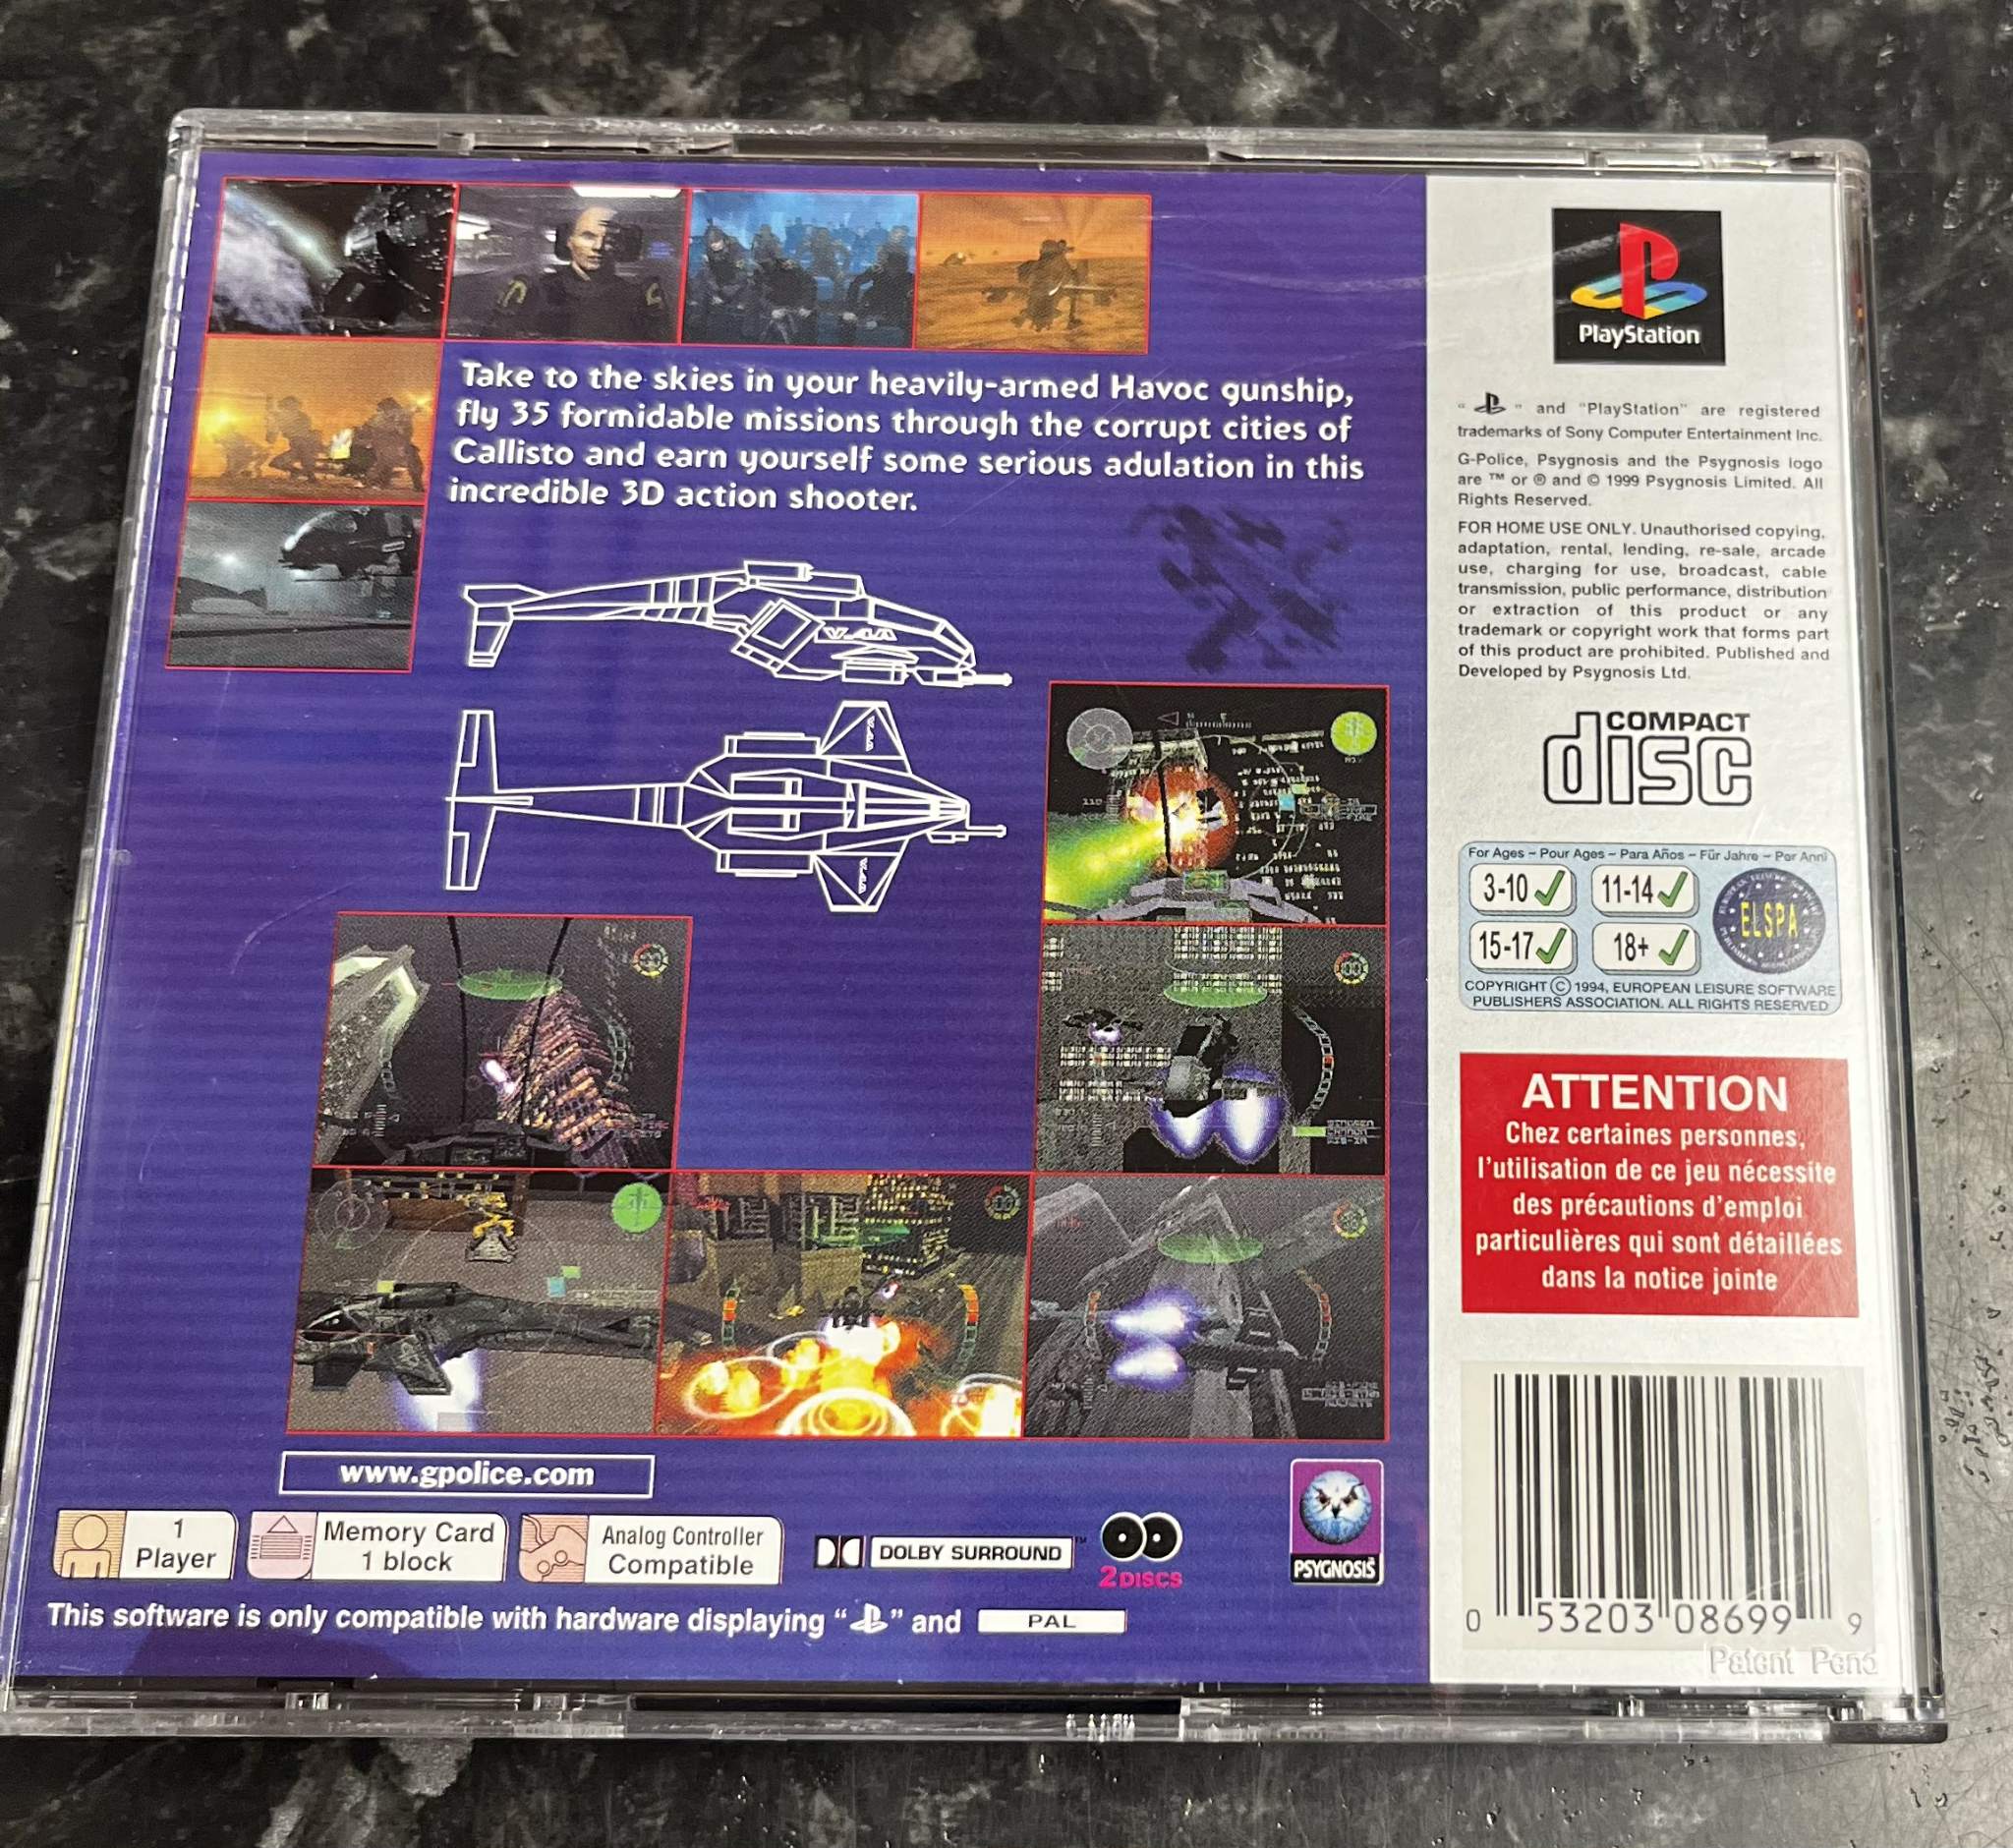 Take to the skies in your heavily-armed Havoc gunship,
fly 35 formidable missions through the corrupt cities of
Callisto and earn yourself some serious adulation in this
incredible 3D action shooter.
www.gpolice.com
1
Player
Memory Card
1 block
Analog Controller
Compatible
DOLBY SURROUND
2 DISCS
PSYGNOSIS
This software is only compatible with hardware displaying “ ” and PAL
PlayStation
“ ” and “PlayStation” are registered
trademarks of Sony Computer Entertainment Inc.
G-Police, Psygnosis and the Psygnosis logo
are ™ or ® and © 1999 Psygnosis Limited. All
Rights Reserved.
FOR HOME USE ONLY. Unauthorised copying,
adaptation, rental, lending, re-sale, arcade
use, charging for use, broadcast, cable
transmission, public performance, distribution
or extraction of this product or any
trademark or copyright work that forms part
of this product are prohibited. Published and
Developed by Psygnosis Ltd.
COMPACT
disc
For Ages – Pour Ages – Para Años – Für Jahre – Per Anni
3-10 11-14
15-17 18+
ELSPA
COPYRIGHT © 1994, EUROPEAN LEISURE SOFTWARE
PUBLISHERS ASSOCIATION. ALL RIGHTS RESERVED
ATTENTION
Chez certaines personnes,
l'utilisation de ce jeu nécessite
des précautions d'emploi
particulières qui sont détaillées
dans la notice jointe
0 53203 08699 9
Patent Pend